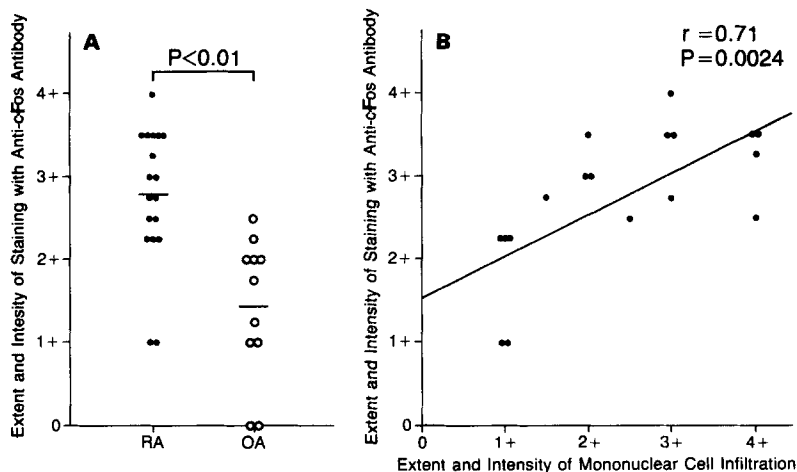 A
P<0.01
Extent and Intesity of Staining with Anti-c-Fos Antibody
4+
3+
2+
1+
0
RA
OA
B
r =0.71
P=0.0024
Extent and Intensity of Staining with Anti-c-Fos Antibody
4+
3+
2+
1+
0
0
1+
2+
3+
4+
Extent and Intensity of Mononuclear Cell Infiltration